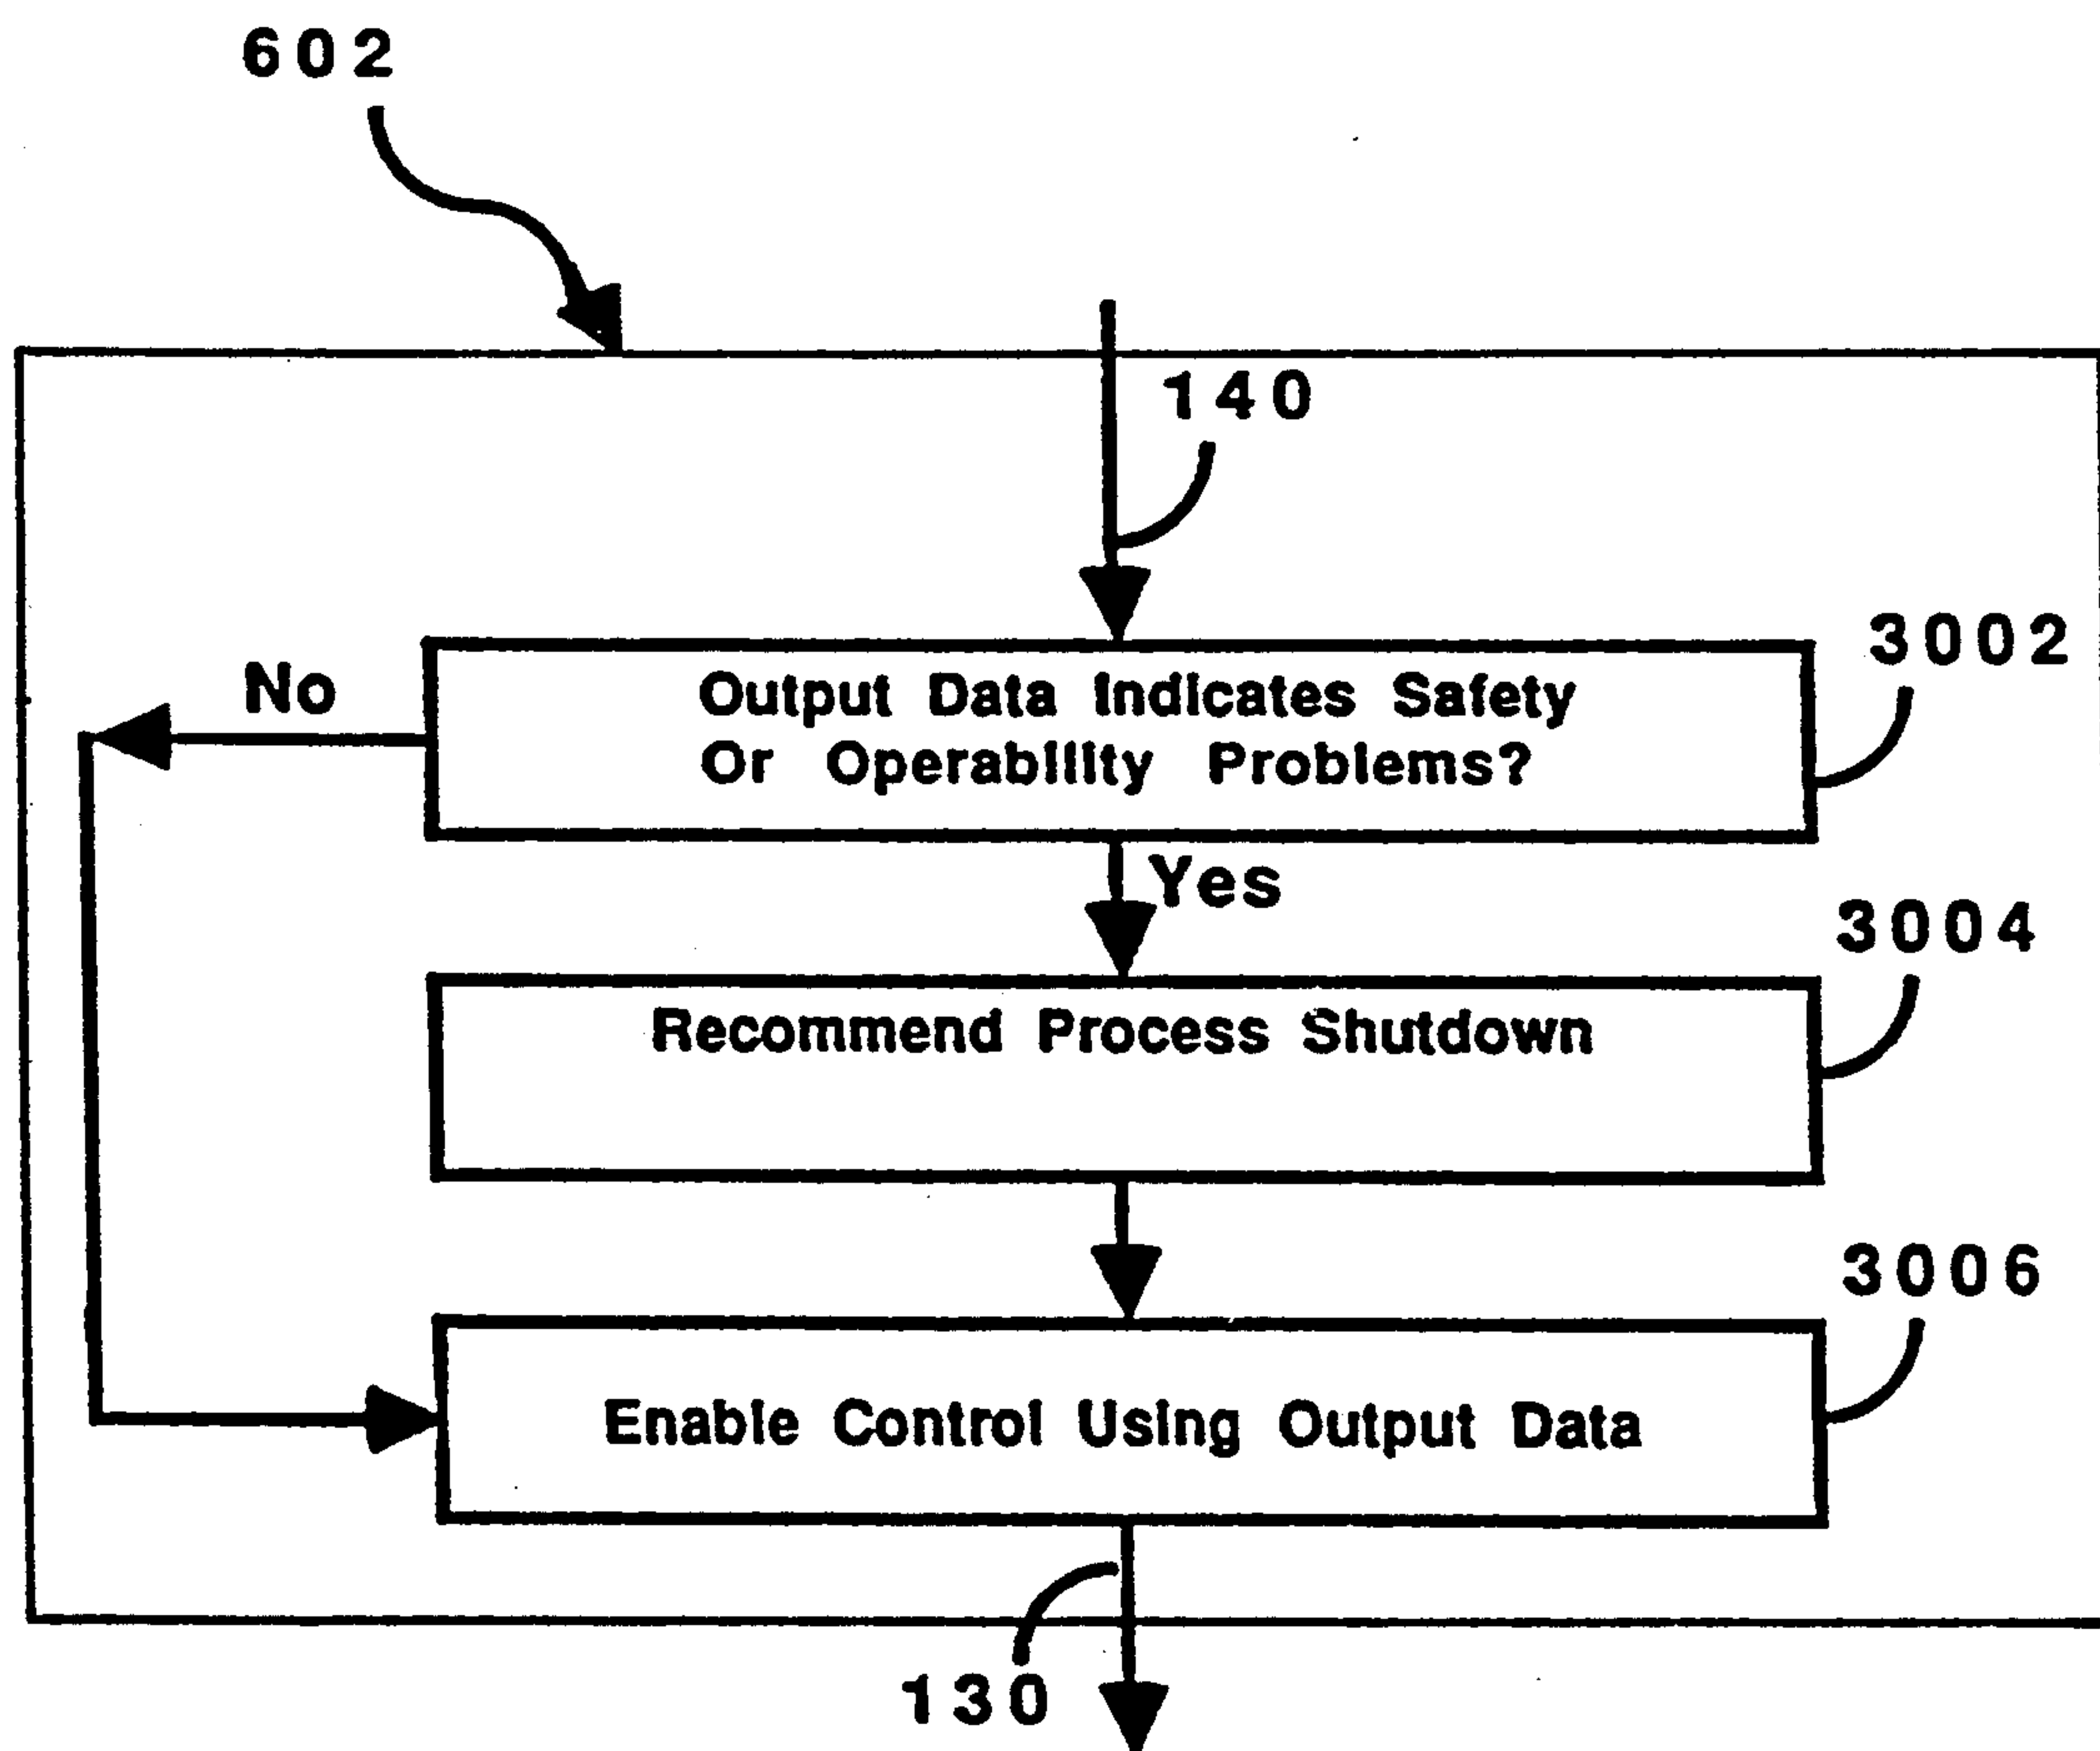 602
140
3002
No
Output Data Indicates Safety
Or Operability Problems?
Yes
3004
Recommend Process Shutdown
3006
Enable Control Using Output Data
130